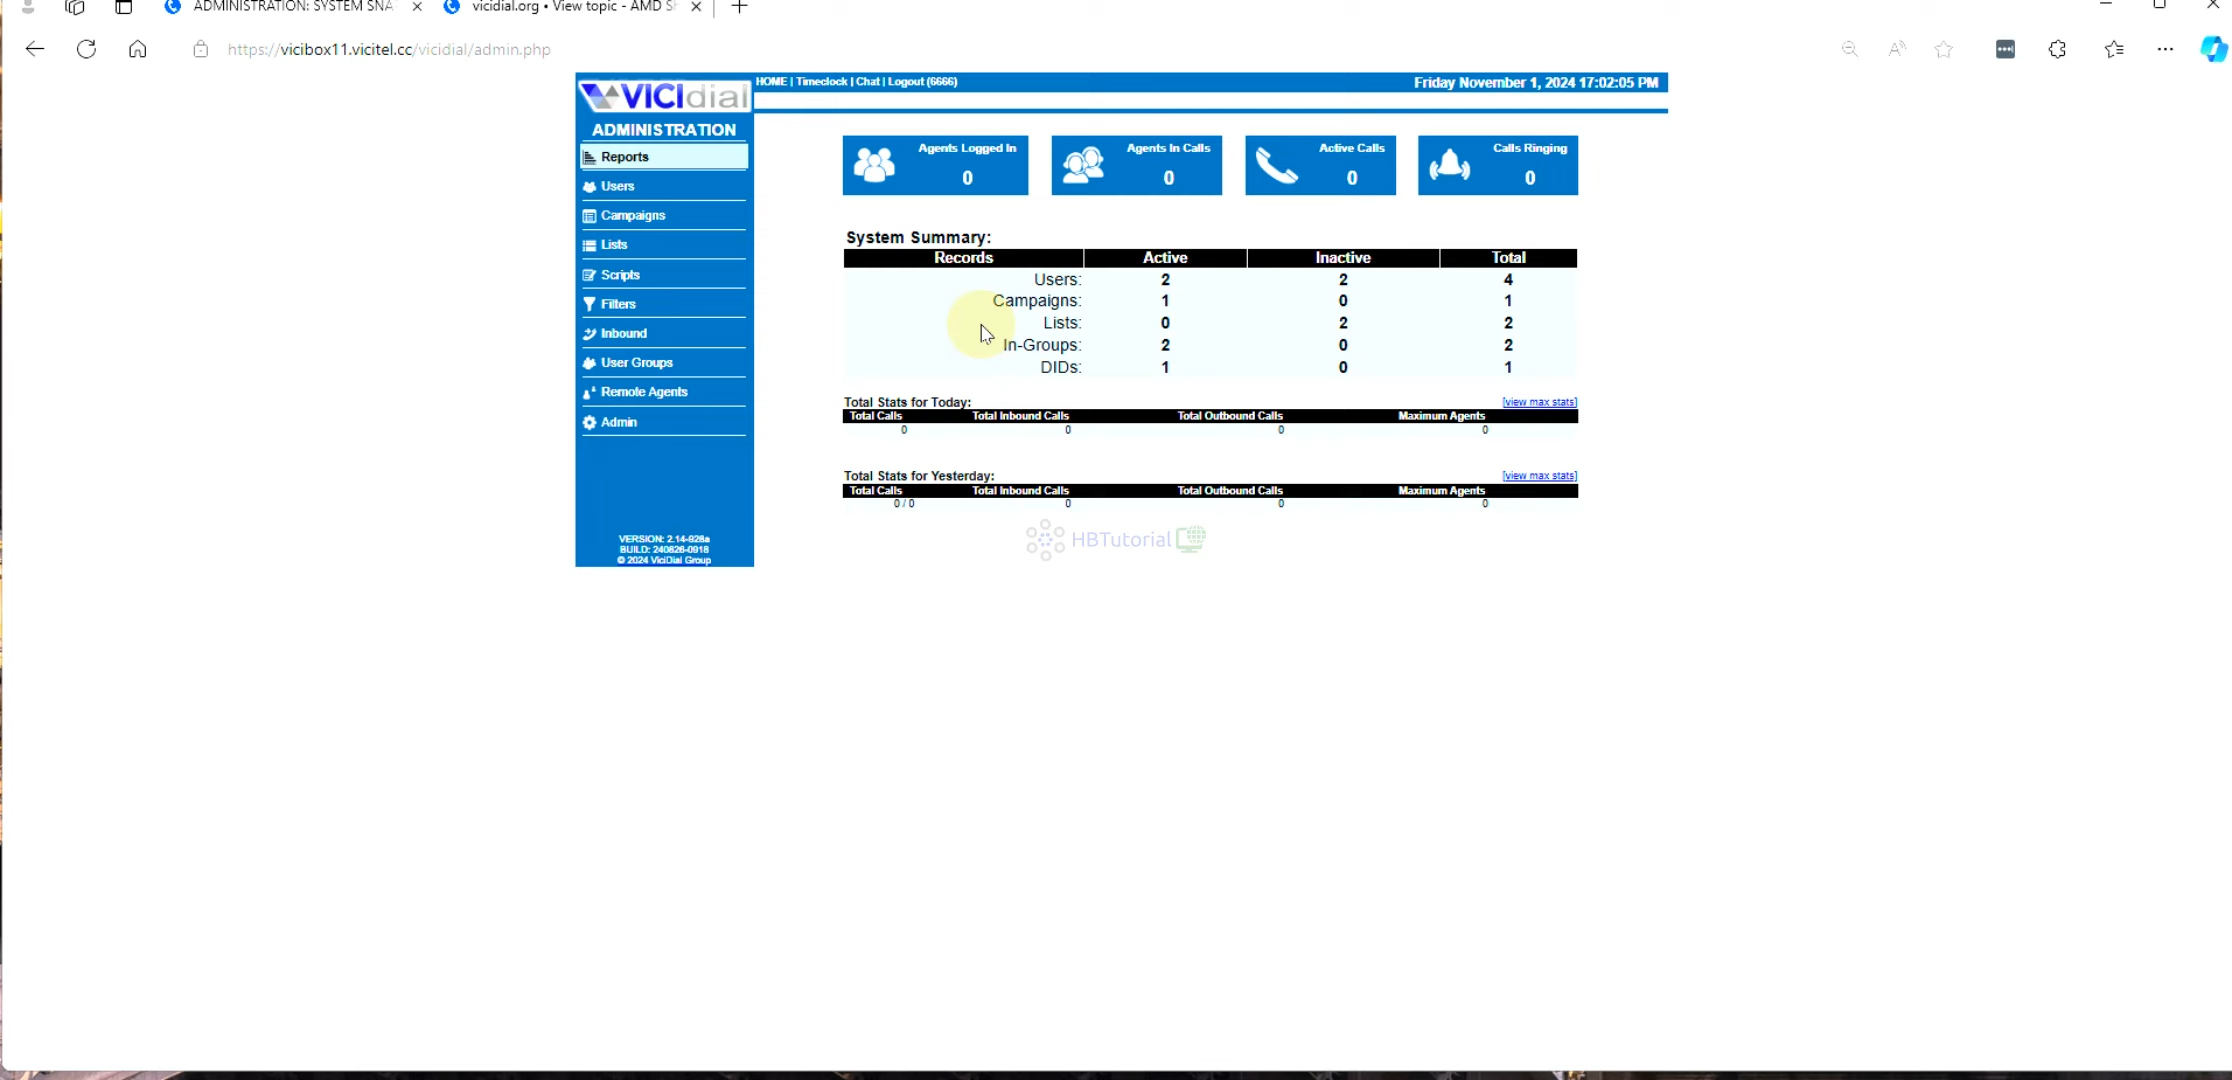 ADMINISTRATION: SYSTEM SNA
vicidial.org • View topic - AMD S
https://vicibox11.vicitel.cc/vicidial/admin.php
VICIdial
HOME | Timeclock | Chat | Logout (6666)
Friday November 1, 2024 17:02:05 PM
ADMINISTRATION
Reports
Users
Campaigns
Lists
Scripts
Filters
Inbound
User Groups
Remote Agents
Admin
VERSION: 2.14-928a
BUILD: 240826-0918
© 2024 ViciDial Group
Agents Logged In
0
Agents In Calls
0
Active Calls
0
Calls Ringing
0
System Summary:
Records Active Inactive Total
Users: 2 2 4
Campaigns: 1 0 1
Lists: 0 2 2
In-Groups: 2 0 2
DIDs: 1 0 1
Total Stats for Today: [view max stats]
Total Calls Total Inbound Calls Total Outbound Calls Maximum Agents
0 0 0 0
Total Stats for Yesterday: [view max stats]
Total Calls Total Inbound Calls Total Outbound Calls Maximum Agents
0 / 0 0 0 0
HBTutorial